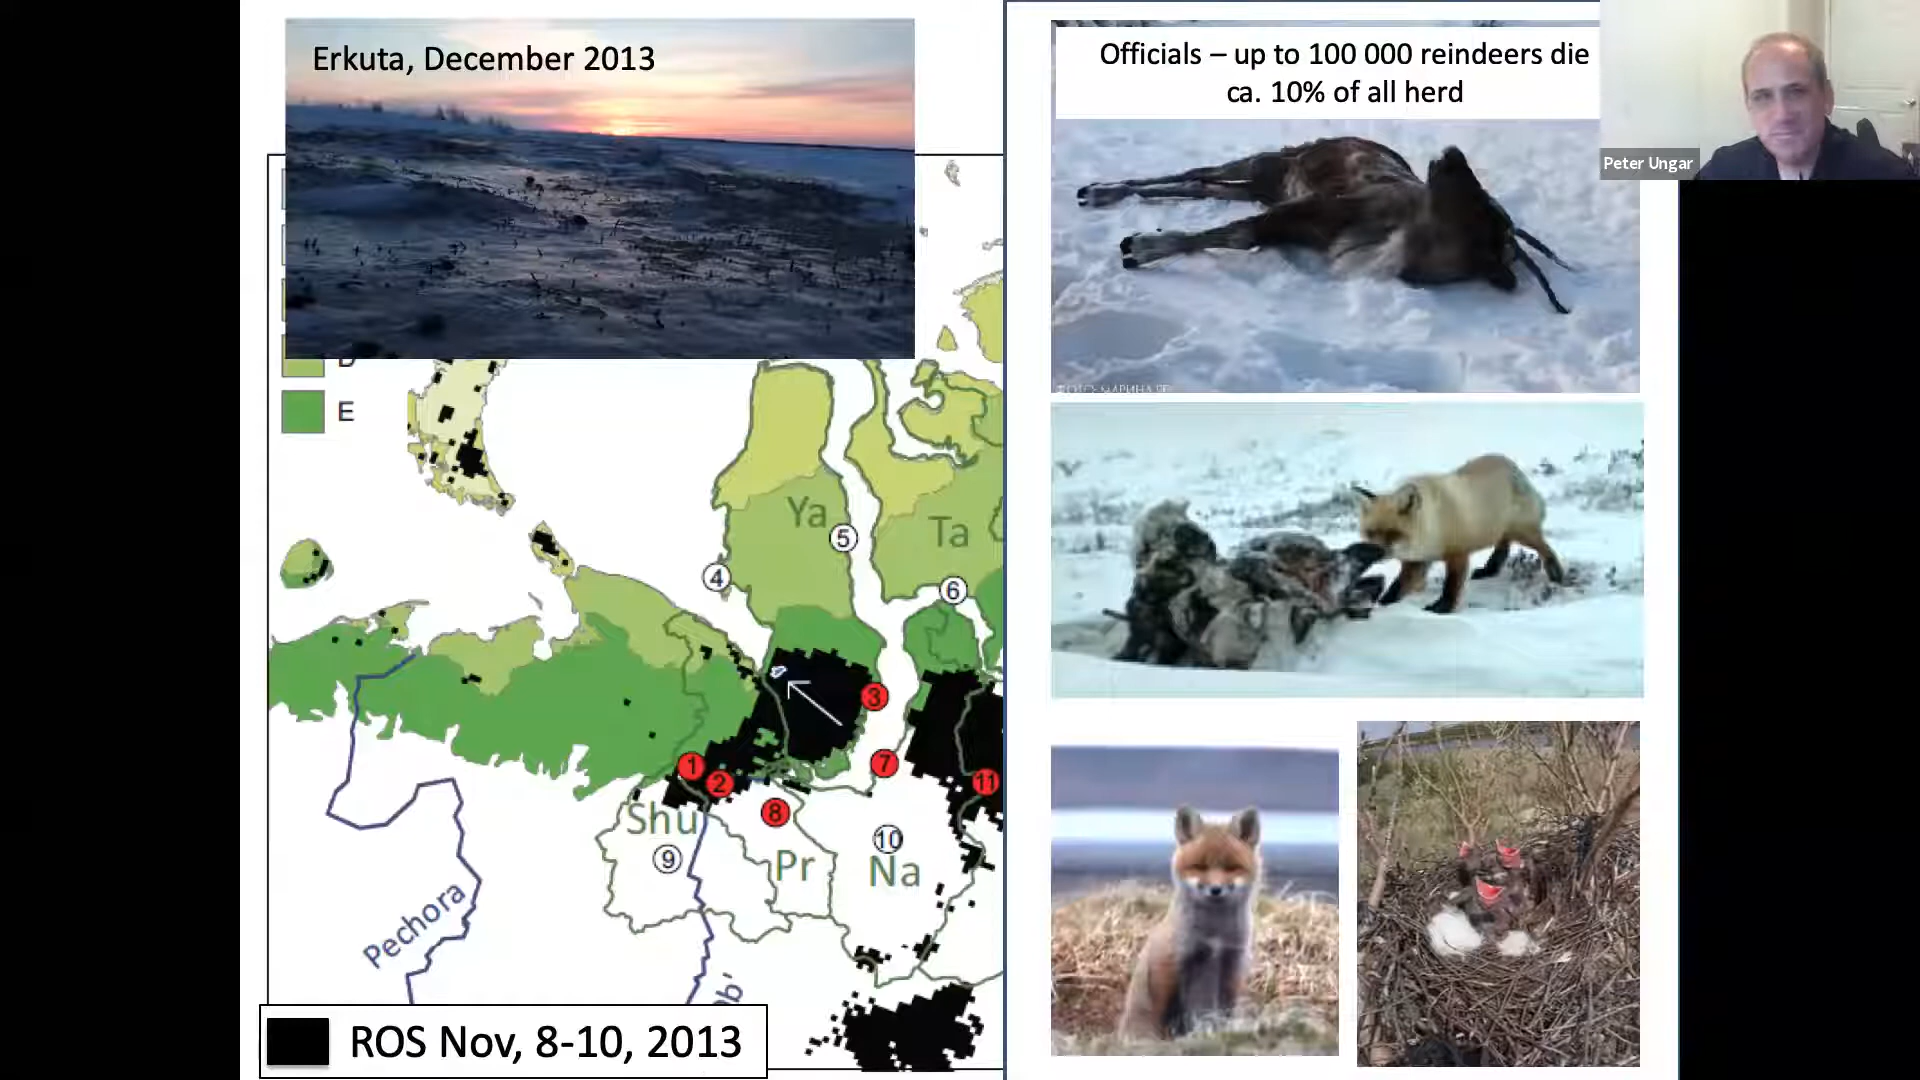 Erkuta, December 2013
Officials – up to 100 000 reindeers die
ca. 10% of all herd
Peter Ungar
E
Ya
5
Ta
4
6
3
1
2
7
11
8
Shu
10
9
Pr
Na
Pechora
ROS Nov, 8-10, 2013